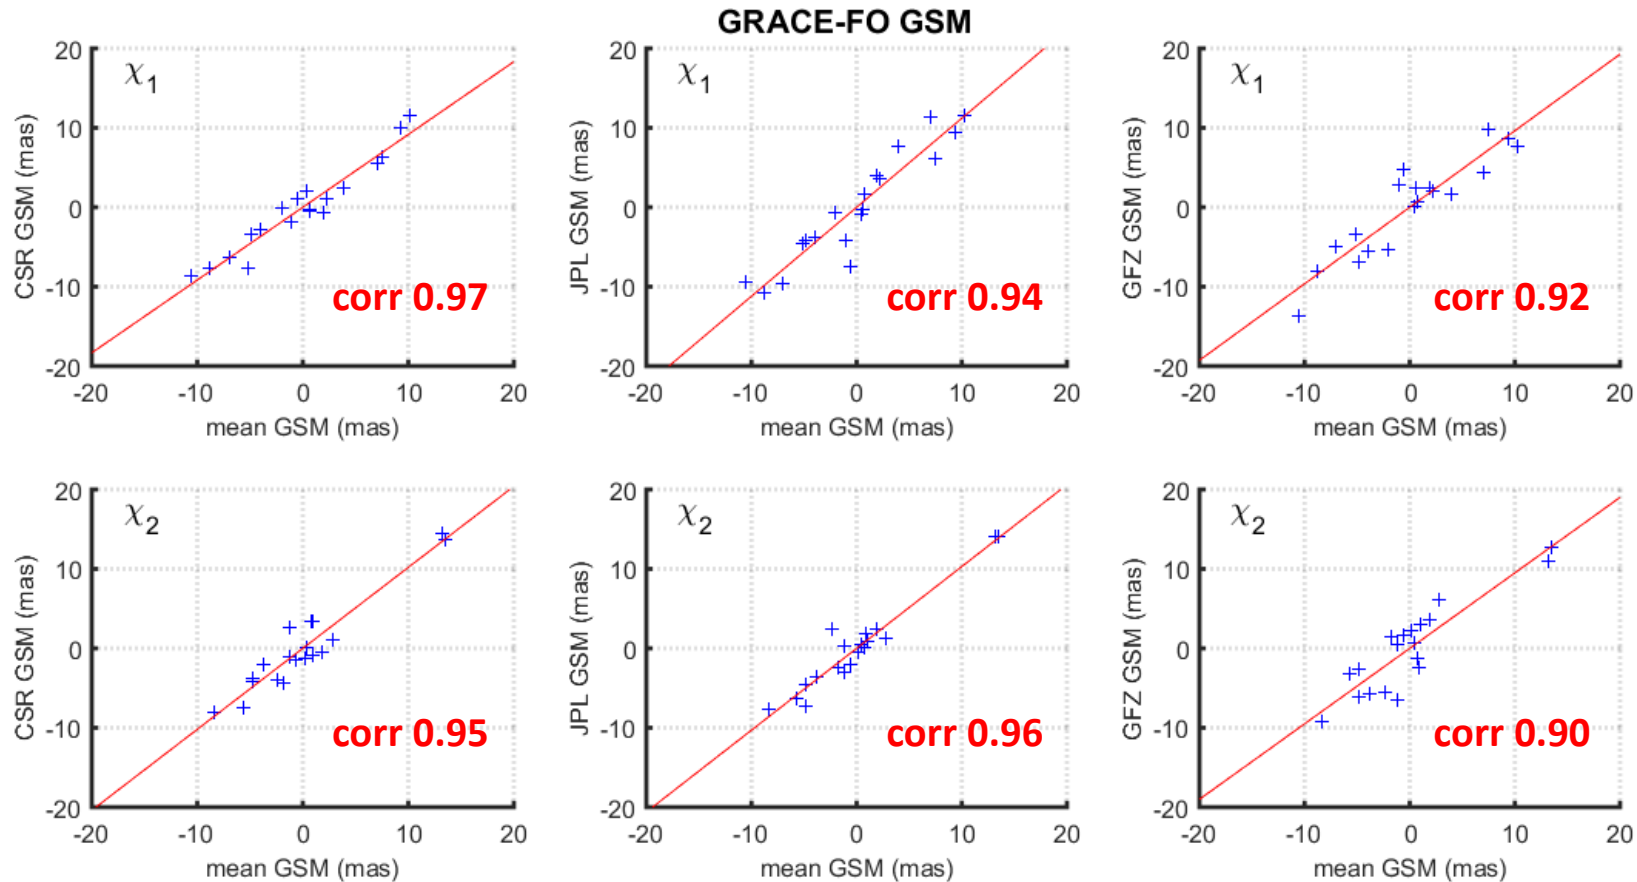 GRACE-FO GSM
χ1
CSR GSM (mas)
20
10
0
-10
-20
corr 0.97
-20 -10 0 10 20
mean GSM (mas)
χ1
JPL GSM (mas)
20
10
0
-10
-20
corr 0.94
-20 -10 0 10 20
mean GSM (mas)
χ1
GFZ GSM (mas)
20
10
0
-10
-20
corr 0.92
-20 -10 0 10 20
mean GSM (mas)
χ2
CSR GSM (mas)
20
10
0
-10
-20
corr 0.95
-20 -10 0 10 20
mean GSM (mas)
χ2
JPL GSM (mas)
20
10
0
-10
-20
corr 0.96
-20 -10 0 10 20
mean GSM (mas)
χ2
GFZ GSM (mas)
20
10
0
-10
-20
corr 0.90
-20 -10 0 10 20
mean GSM (mas)